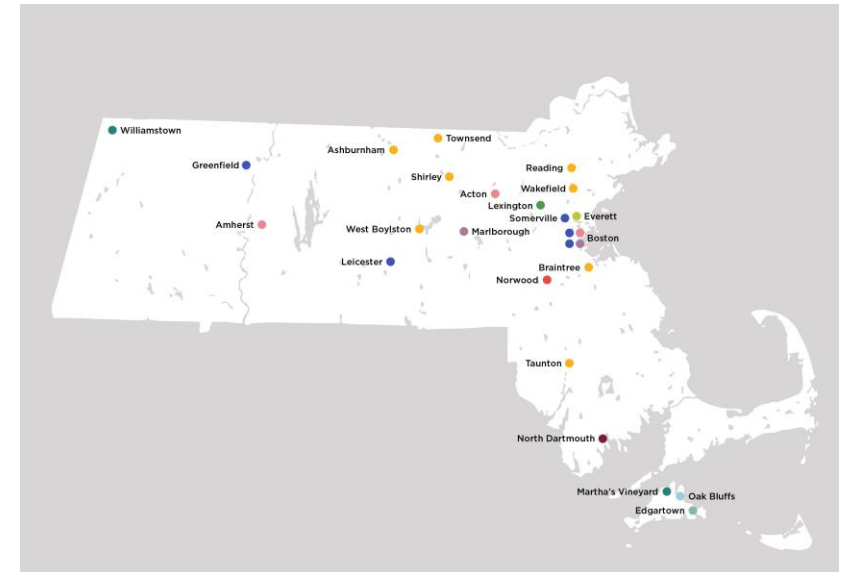 Williamstown
Townsend
Ashburnham
Greenfield
Reading
Shirley
Wakefield
Acton
Lexington
Somerville
Everett
Amherst
West Boylston
Marlborough
Boston
Leicester
Braintree
Norwood
Taunton
North Dartmouth
Martha's Vineyard
Oak Bluffs
Edgartown